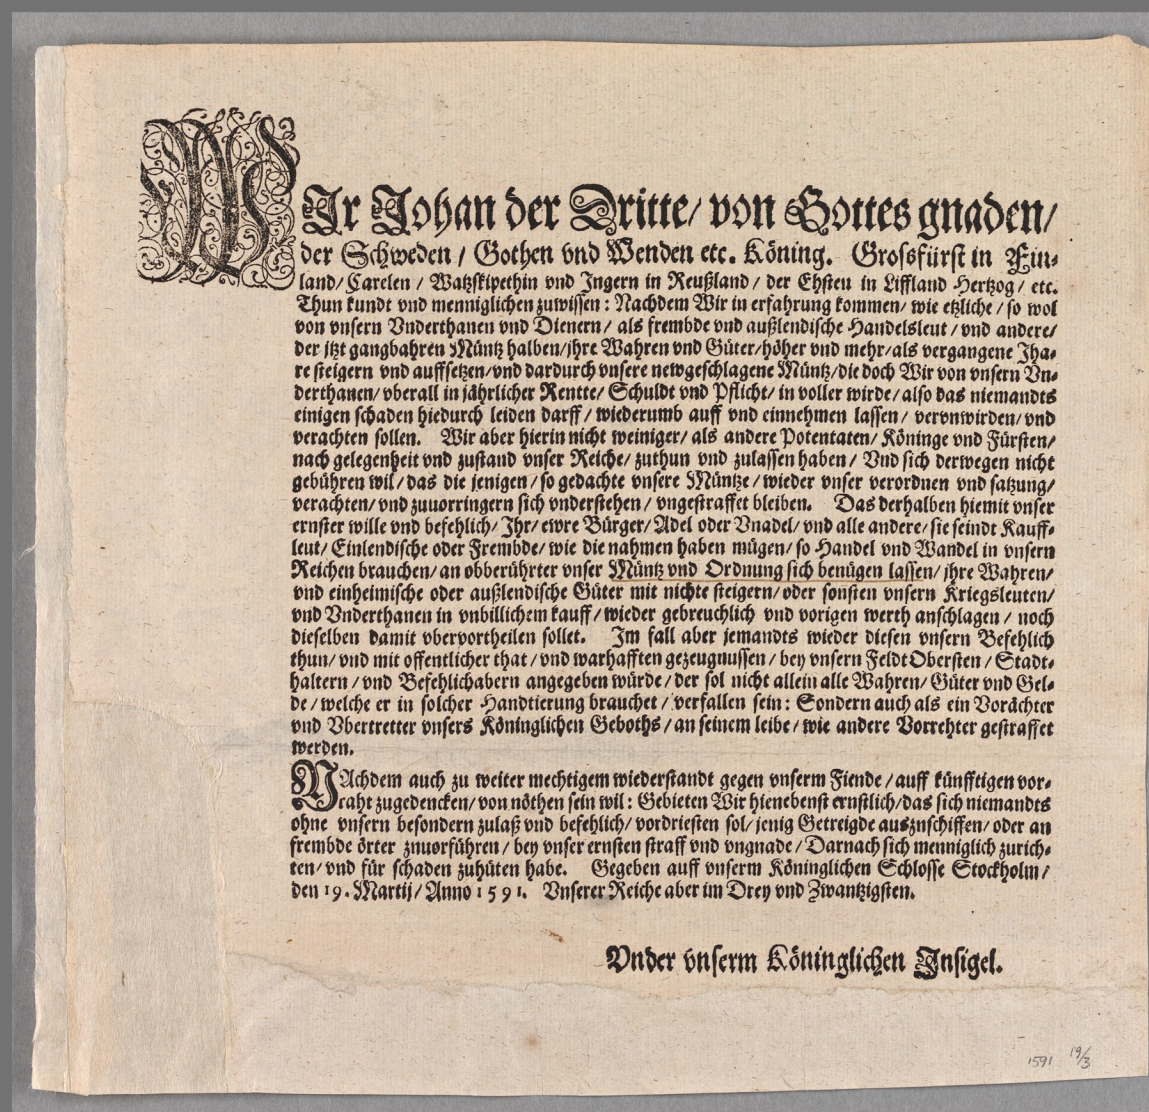 WIr Johan der Dritte/ von Gottes gnaden/
der Schweden / Gothen vnd Wenden etc. Köning. Grossfürst in Fin-
land/ Carelen / Watzskipethin vnd Ingern in Reußland / der Ehsten in Liffland Hertzog / etc.
Thun kundt vnd menniglichen zuwissen: Nachdem Wir in erfahrung kommen/ wie etzliche / so wol
von vnsern Vnderthanen vnd Dienern / als frembde vnd außlendische Handelsleut / vnd andere/
der jtzt gangbahren Müntz halben/ jhre Wahren vnd Güter/ höher vnd mehr/ als vergangene Jha-
re steigern vnd auffsetzen/ vnd dardurch vnsere newgeschlagene Müntz/ die doch Wir von vnsern Vn-
derthanen/ vberall in jährlicher Rentte/ Schuldt vnd Pflicht/ in voller wirde/ also das niemandts
einigen schaden hiedurch leiden darff/ wiederumb auff vnd einnehmen lassen / vervnwirden/ vnd
verachten sollen. Wir aber hierin nicht weiniger/ als andere Potentaten/ Köninge vnd Fürsten/
nach gelegenheit vnd zustand vnser Reiche/ zuthun vnd zulassen haben / Vnd sich derwegen nicht
gebühren wil/ das die jenigen / so gedachte vnsere Müntze/ wieder vnser verordnen vnd satzung/
verachten/ vnd zuuorringern sich vnderstehen / vngestraffet bleiben. Das derhalben hiemit vnser
ernster wille vnd befehlich/ Ihr/ ewre Bürger/ Adel oder Vnadel/ vnd alle andere/ sie seindt Kauff-
leut/ Einlendische oder Frembde/ wie die nahmen haben mügen/ so Handel vnd Wandel in vnsern
Reichen brauchen/ an obberührter vnser Müntz vnd Ordnung sich benügen lassen/ jhre Wahren/
vnd einheimische oder außlendische Güter mit nichte steigern/ oder sonsten vnsern Kriegsleuten/
vnd Vnderthanen in vnbillichem kauff / wieder gebreuchlich vnd vorigen werth anschlagen / noch
dieselben damit vbervortheilen sollet. Im fall aber jemandts wieder diesen vnsern Befehlich
thun/ vnd mit offentlicher that / vnd warhafften gezeugnussen / bey vnsern Feldt Obersten / Stadt-
haltern / vnd Befehlichabern angegeben würde / der sol nicht allein alle Wahren/ Güter vnd Gel-
de / welche er in solcher Handtierung brauchet / verfallen sein: Sondern auch als ein Vorächter
vnd Vbertretter vnsers Köninglichen Geboths / an seinem leibe / wie andere Vorrehter gestraffet
werden.
NAchdem auch zu weiter mechtigem wiederstandt gegen vnserm Fiende / auff künfftigen vor-
raht zugedencken/ von nöthen sein wil: Gebieten Wir hienebenst ernstlich/ das sich niemandts
ohne vnsern besondern zulaß vnd befehlich/ vordriesten sol/ jenig Getreigde auszuschiffen/ oder an
frembde örter znuorführen / bey vnser ernsten straff vnd vngnade / Darnach sich menniglich zurich-
ten/ vnd für schaden zuhüten habe. Gegeben auff vnserm Köninglichen Schlosse Stockholm/
den 19. Martij/ Anno 1591. Vnserer Reiche aber im Drey vnd Zwantzigsten.
Vnder vnserm Köninglichen Insigel.
1591 19/3